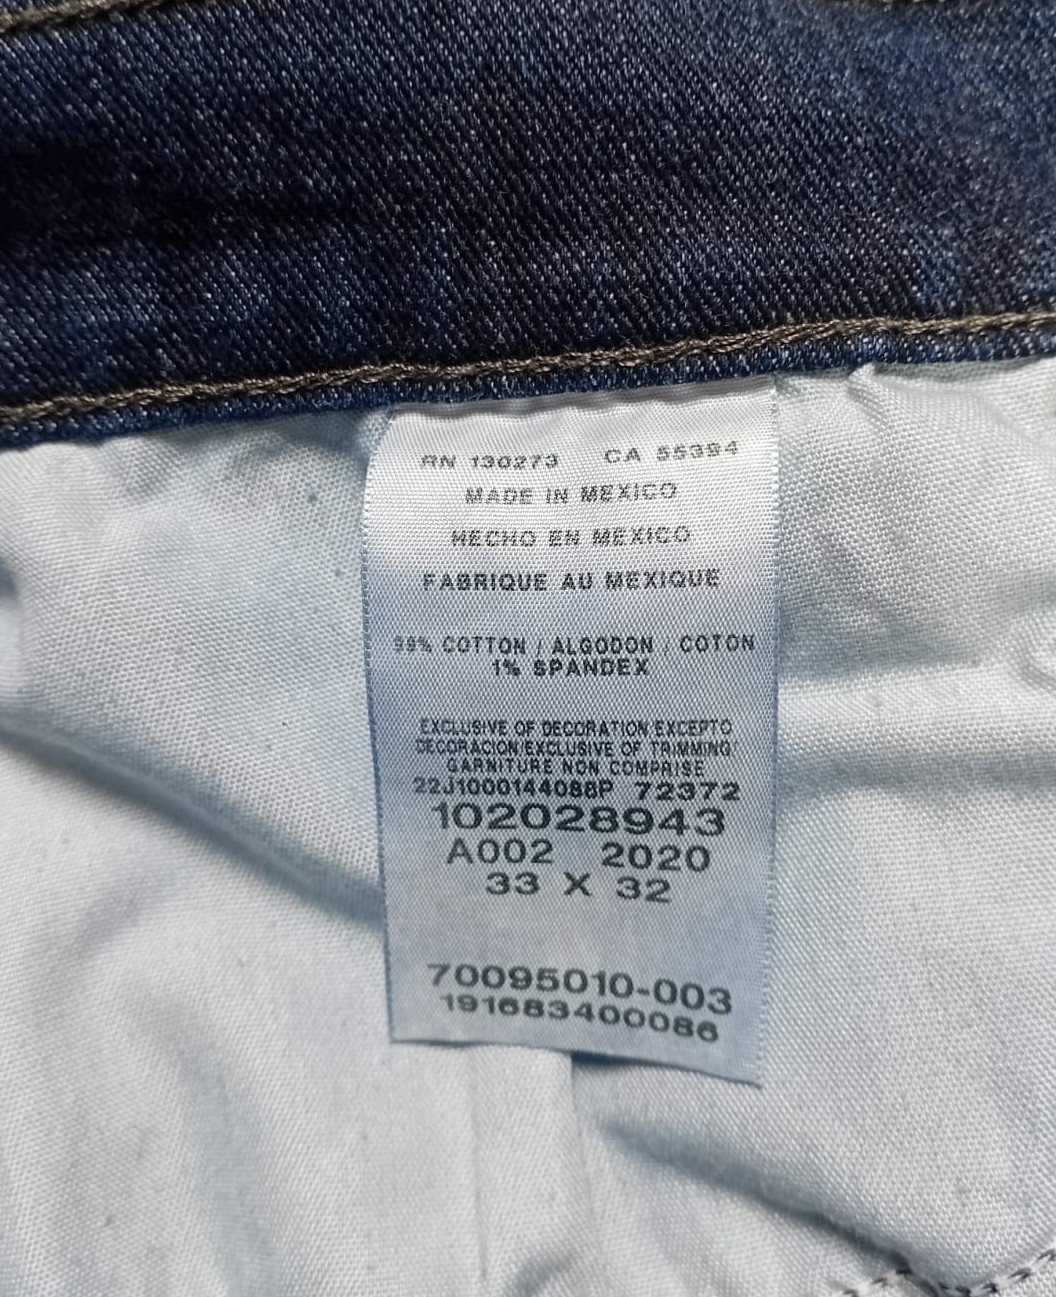 RN 130273 CA 55394
MADE IN MEXICO
HECHO EN MEXICO
FABRIQUE AU MEXIQUE
99% COTTON / ALGODON / COTON
1% SPANDEX
EXCLUSIVE OF DECORATION/EXCEPTO
DECORACION/EXCLUSIVE OF TRIMMING/
GARNITURE NON COMPRISE
22J100014408BP 72372
102028943
A002 2020
33 X 32
70095010-003
191683400086